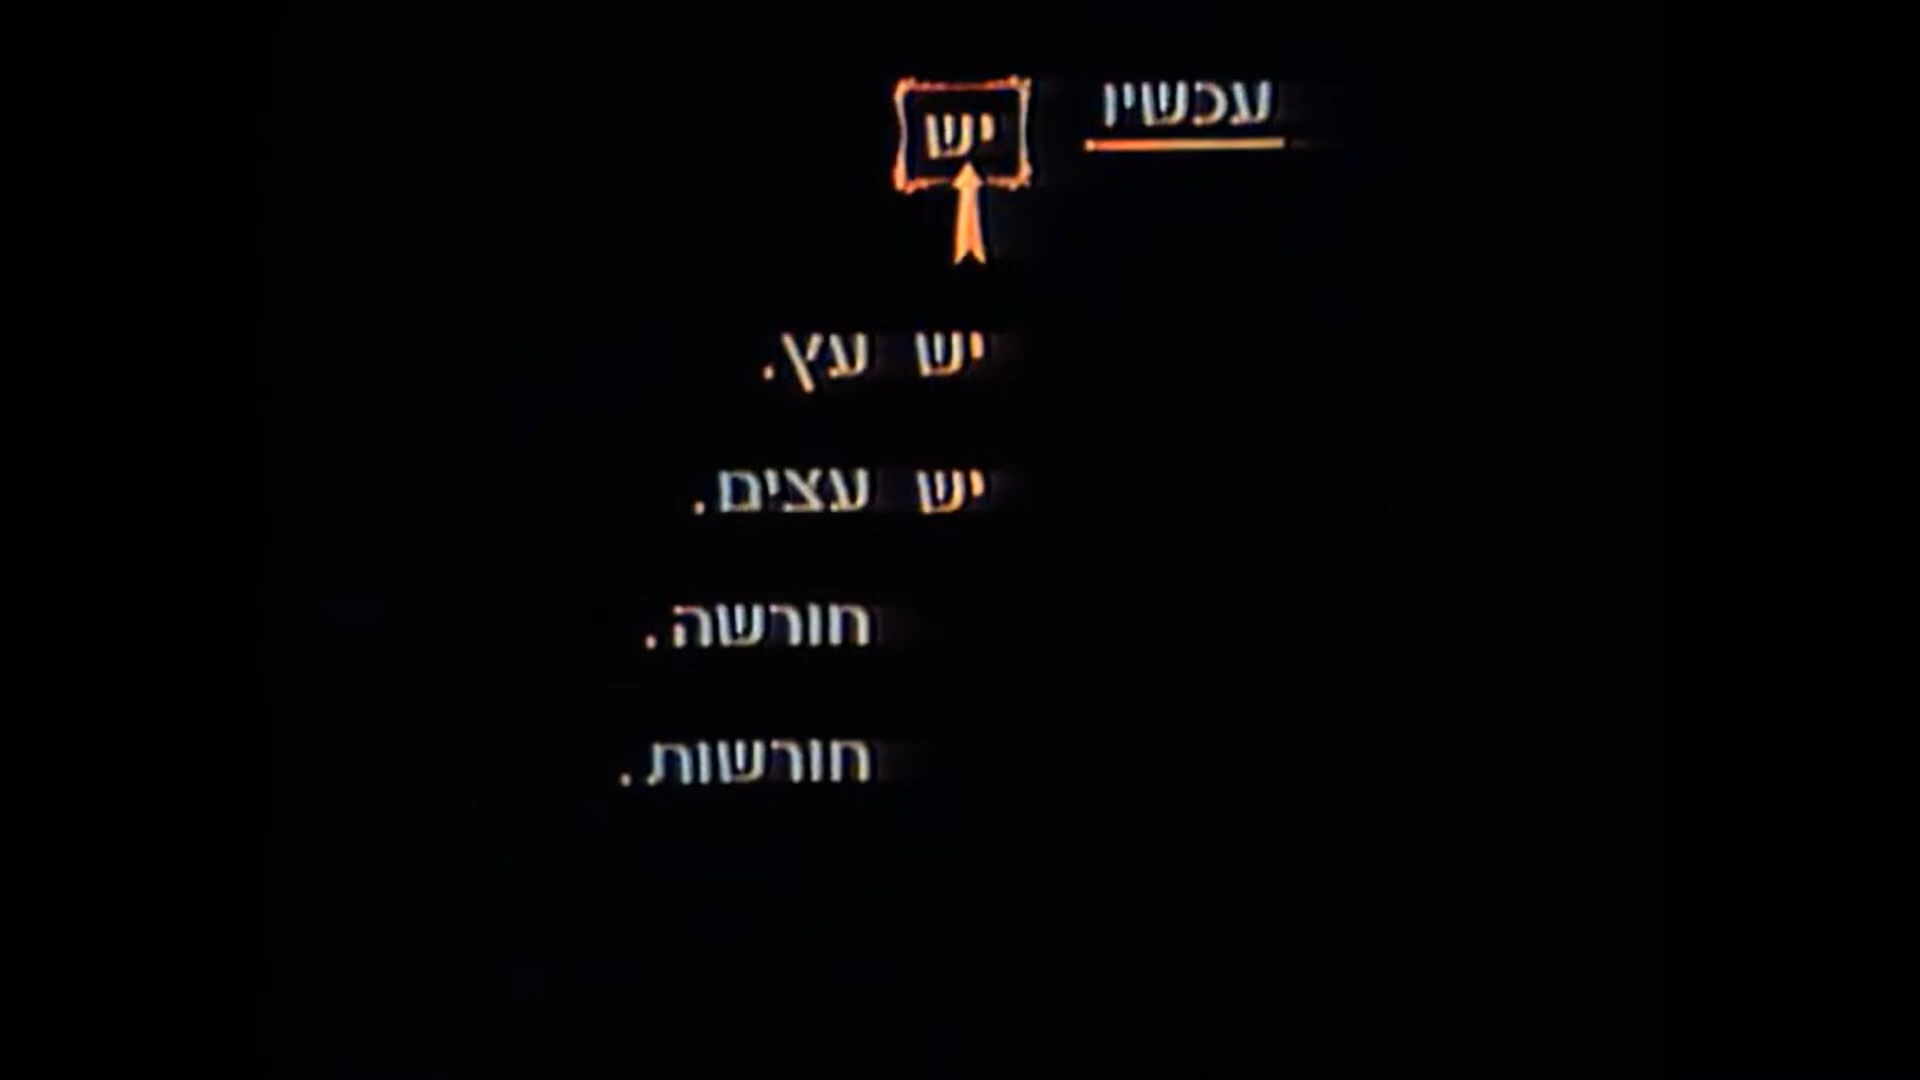 עכשיו יש
יש עץ.
יש עצים.
חורשה.
חורשות.